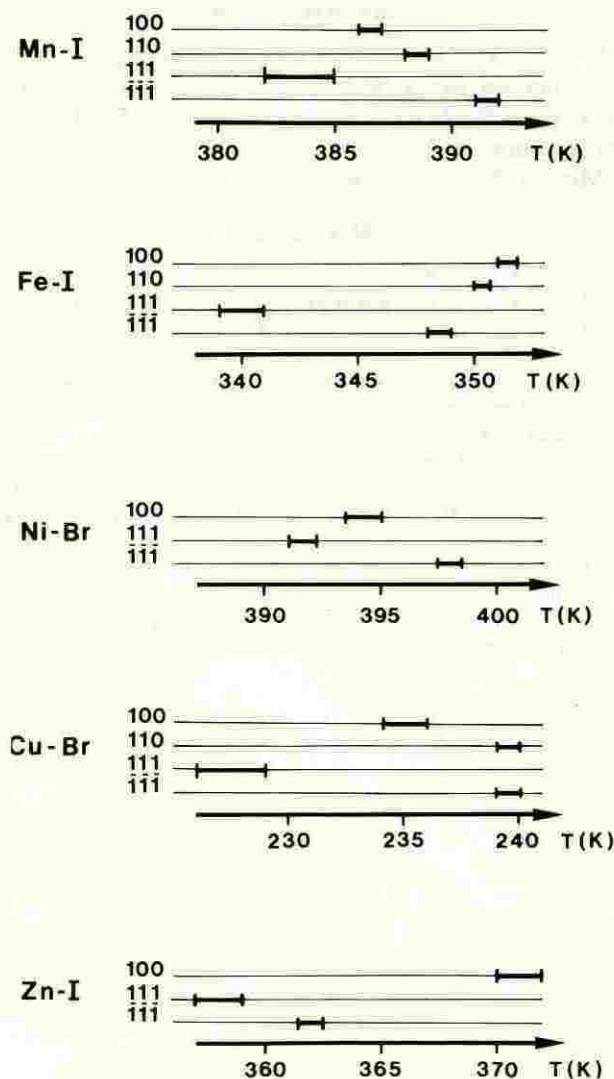 100
Mn-I 110
111
1̄1̄1̄
380 385 390 T(K)
100
Fe-I 110
111
1̄1̄1̄
340 345 350 T(K)
100
Ni-Br 111
1̄1̄1̄
390 395 400 T(K)
100
Cu-Br 110
111
1̄1̄1̄
230 235 240 T(K)
100
Zn-I 111
1̄1̄1̄
360 365 370 T(K)